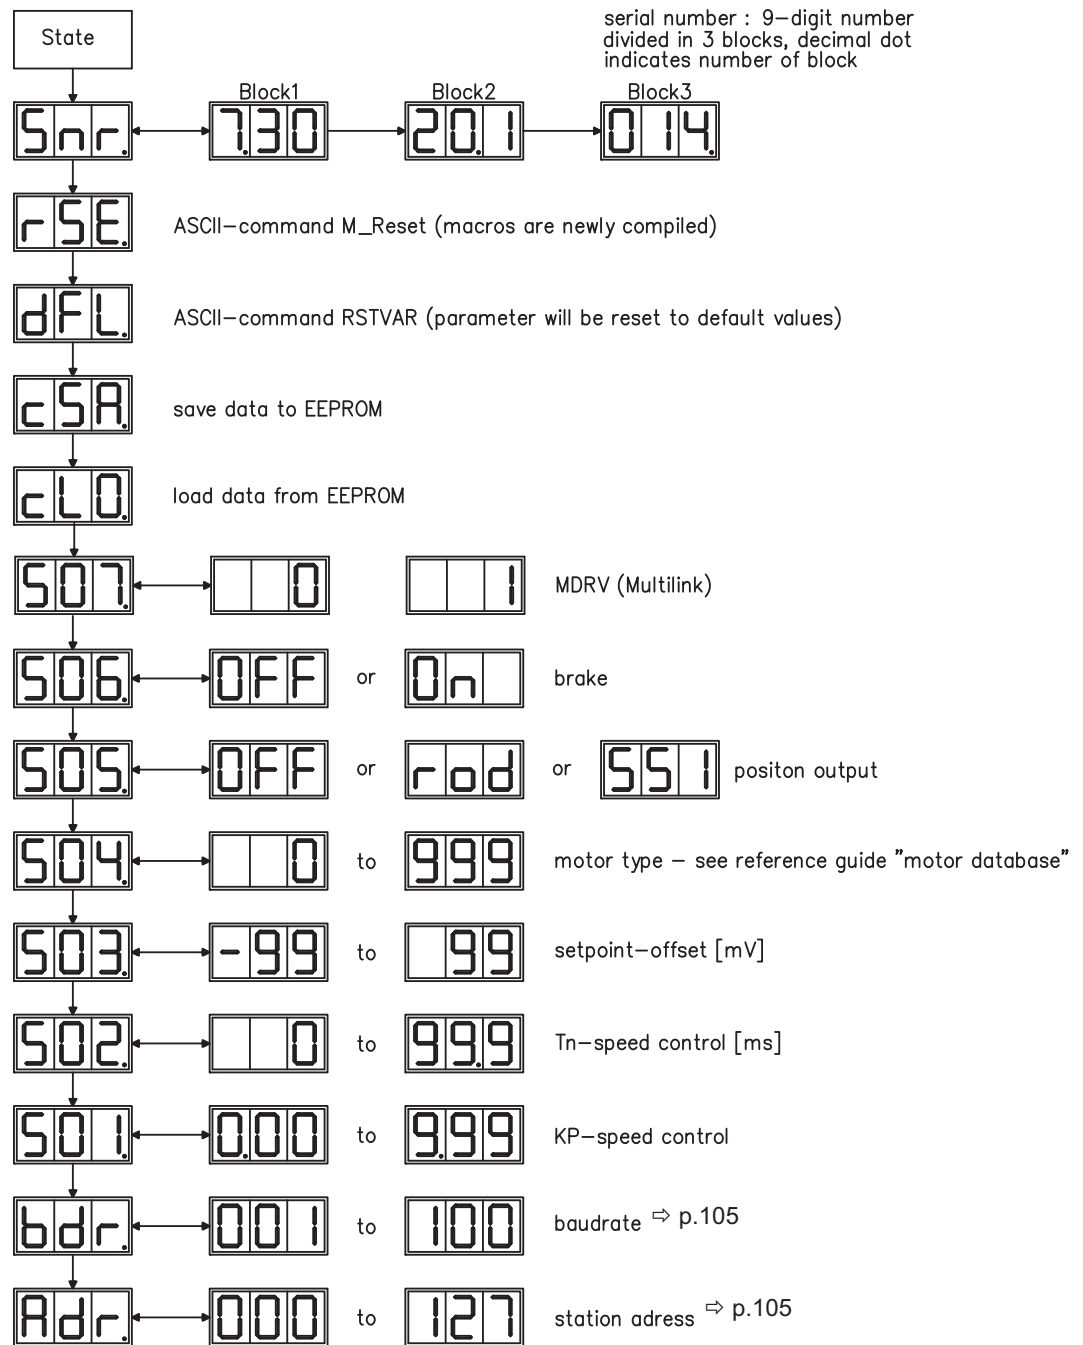 State
serial number : 9-digit number
divided in 3 blocks, decimal dot
indicates number of block
Block1 Block2 Block3
Snr. 7.30 20.1 014.
rSE. ASCII-command M_Reset (macros are newly compiled)
dFL. ASCII-command RSTVAR (parameter will be reset to default values)
cSA. save data to EEPROM
cLO. load data from EEPROM
S07. 0 1 MDRV (Multilink)
S06. OFF or On brake
S05. OFF or rod or SSI positon output
S04. 0 to 999 motor type - see reference guide "motor database"
S03. -99 to 99 setpoint-offset [mV]
S02. 0 to 99.9 Tn-speed control [ms]
S01. 0.00 to 9.99 KP-speed control
bdr. 001 to 100 baudrate ⇨ p.105
Adr. 000 to 127 station adress ⇨ p.105